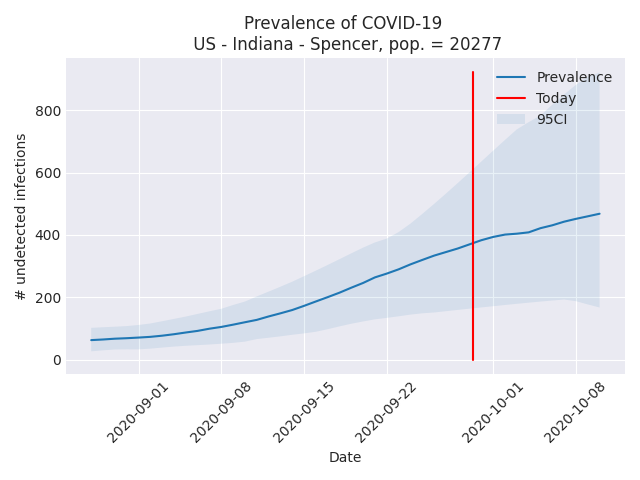 Prevalence of COVID-19
US - Indiana - Spencer, pop. = 20277
Prevalence
Today
95CI
# undetected infections
800
600
400
200
0
2020-09-01
2020-09-08
2020-09-15
2020-09-22
2020-10-01
2020-10-08
Date